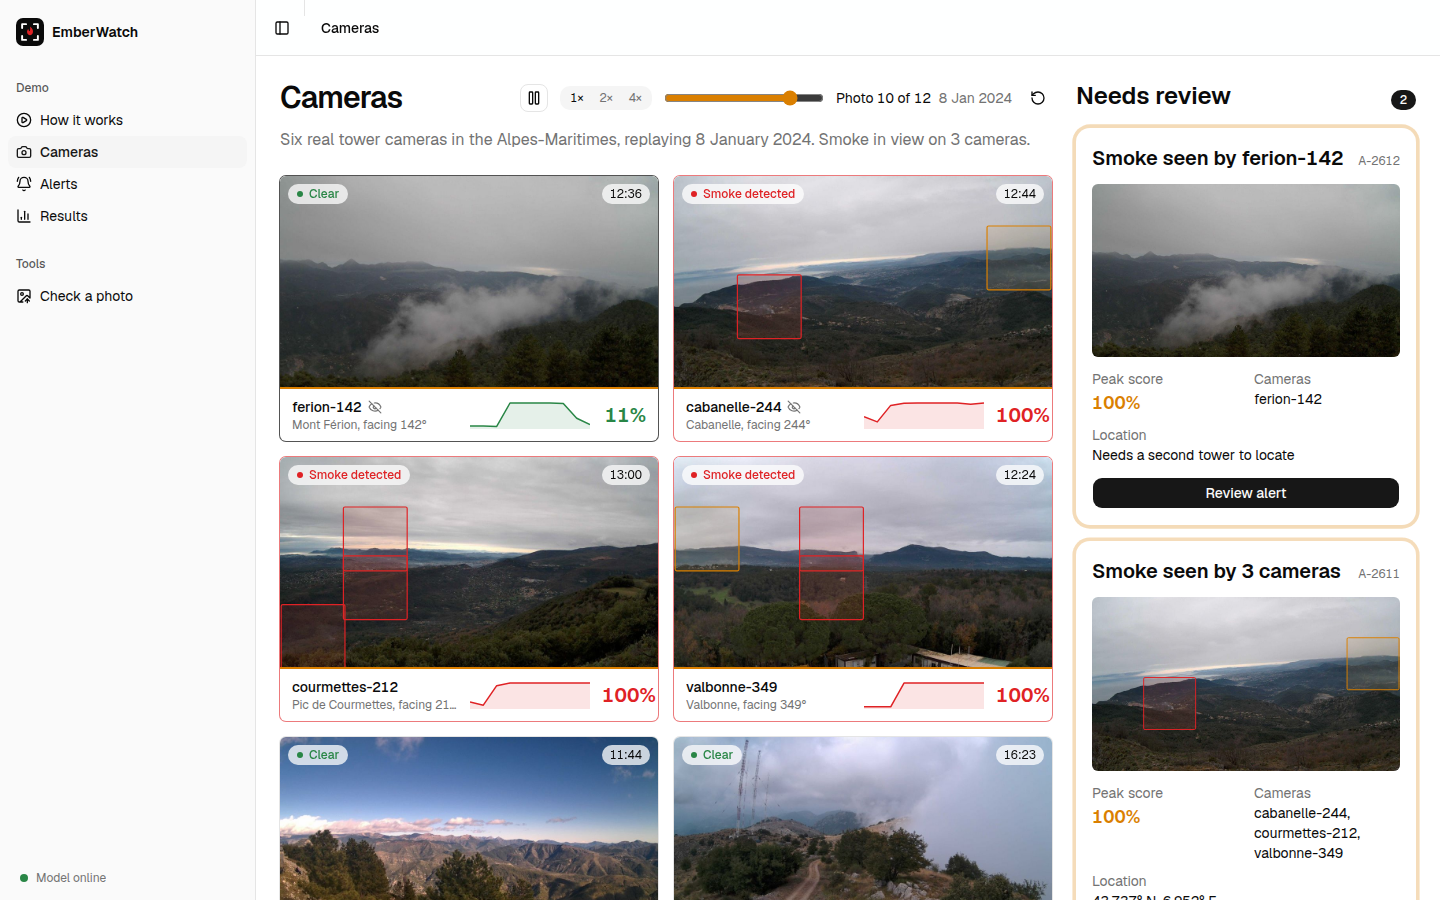 EmberWatch
Demo
How it works
Cameras
Alerts
Results
Tools
Check a photo
Model online
Cameras
Cameras
1×
2×
4×
Photo 10 of 12 8 Jan 2024
Six real tower cameras in the Alpes-Maritimes, replaying 8 January 2024. Smoke in view on 3 cameras.
Clear
12:36
ferion-142
Mont Férion, facing 142°
11%
Smoke detected
12:44
cabanelle-244
Cabanelle, facing 244°
100%
Smoke detected
13:00
courmettes-212
Pic de Courmettes, facing 21...
100%
Smoke detected
12:24
valbonne-349
Valbonne, facing 349°
100%
Clear
11:44
Clear
16:23
Needs review
2
Smoke seen by ferion-142
A-2612
Peak score
100%
Cameras
ferion-142
Location
Needs a second tower to locate
Review alert
Smoke seen by 3 cameras
A-2611
Peak score
100%
Cameras
cabanelle-244,
courmettes-212,
valbonne-349
Location